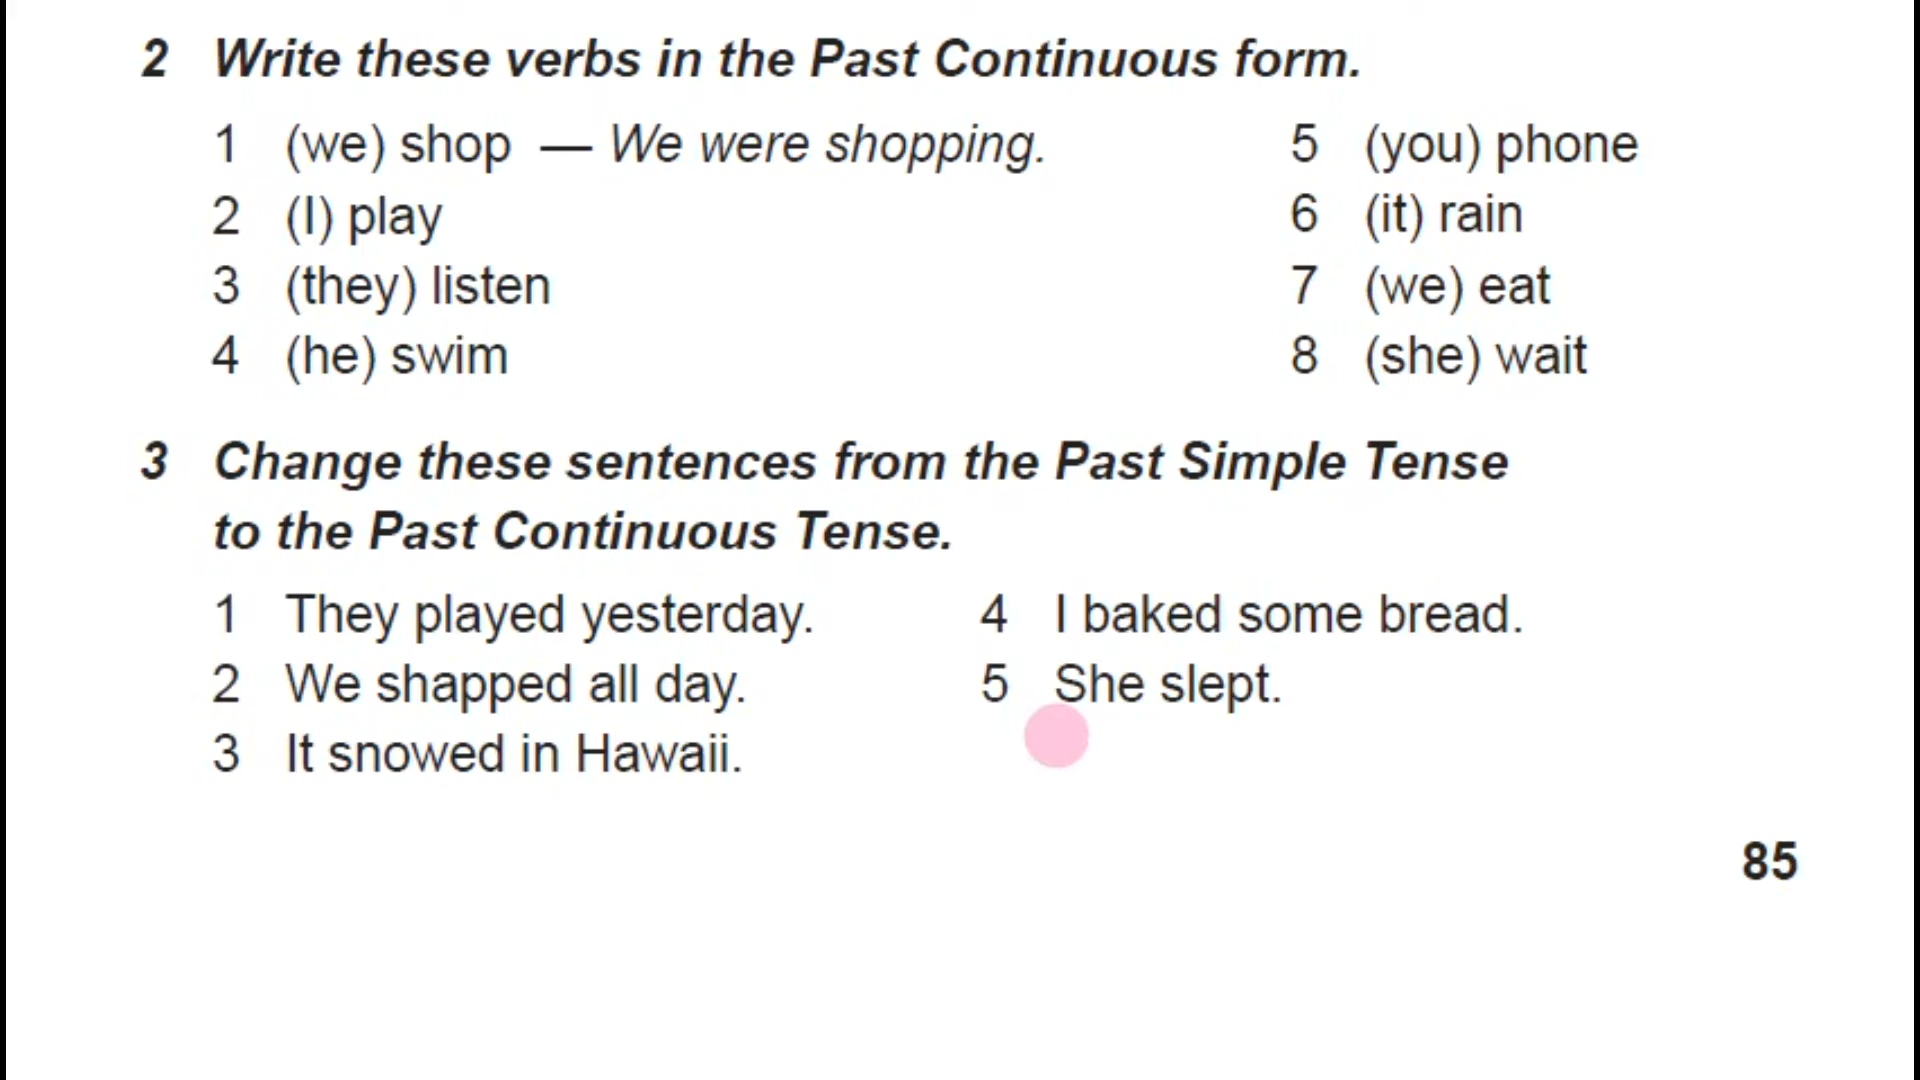 2 Write these verbs in the Past Continuous form.
1 (we) shop — We were shopping.
2 (I) play
3 (they) listen
4 (he) swim
5 (you) phone
6 (it) rain
7 (we) eat
8 (she) wait
3 Change these sentences from the Past Simple Tense
to the Past Continuous Tense.
1 They played yesterday.
2 We shapped all day.
3 It snowed in Hawaii.
4 I baked some bread.
5 She slept.
85